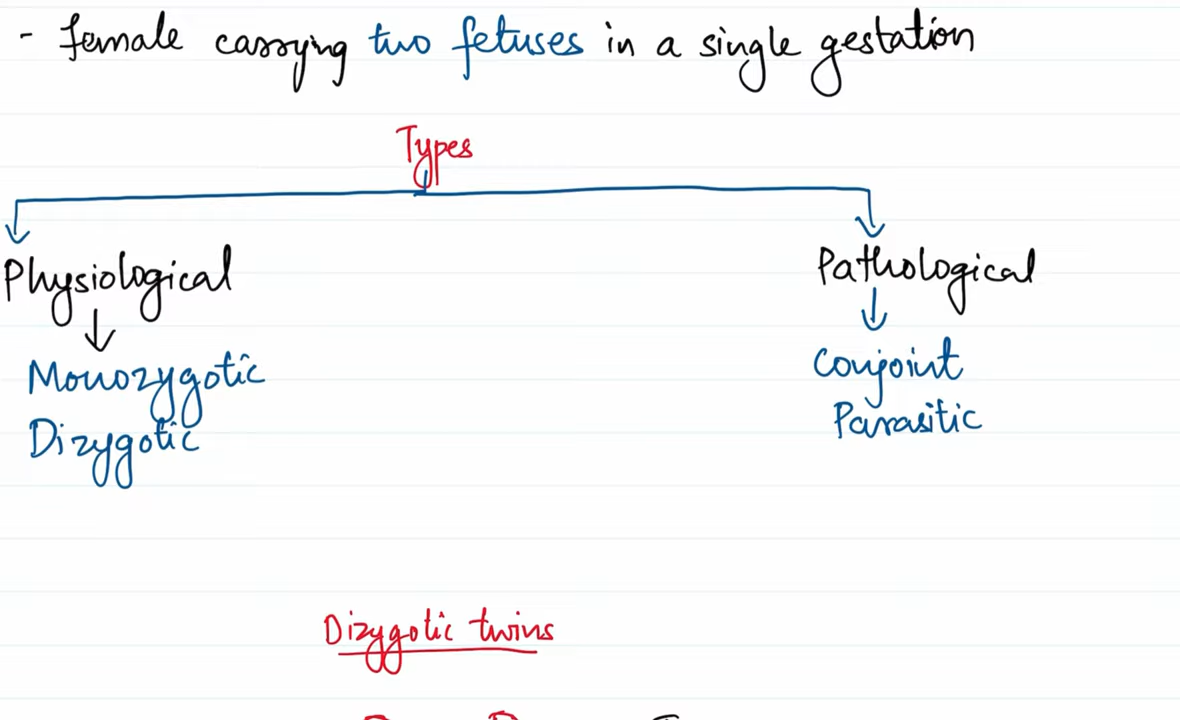 - female carrying two fetuses in a single gestation
Types
Physiological Pathological
Monozygotic Conjoint
Dizygotic Parasitic
Dizygotic twins